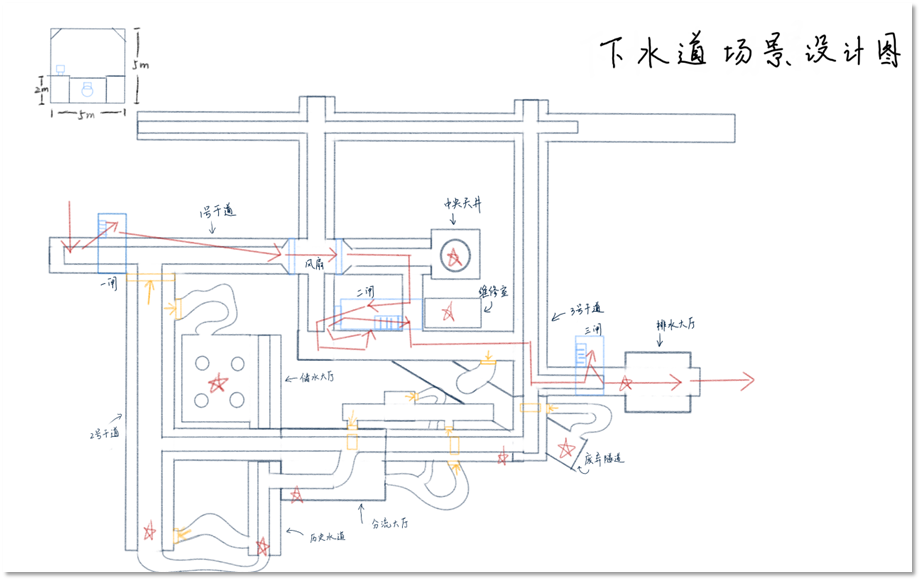 下水道场景设计图
5m
2m
5m
1号干道
中央天井
风扇
一闸
二闸
维修室
3号干道
三闸
排水大厅
储水大厅
2号干道
废弃隧道
分流大厅
历史水道